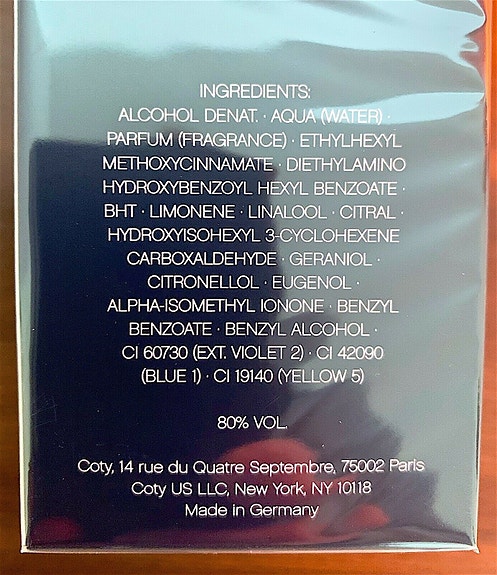 INGREDIENTS:
ALCOHOL DENAT. · AQUA (WATER) ·
PARFUM (FRAGRANCE) · ETHYLHEXYL
METHOXYCINNAMATE · DIETHYLAMINO
HYDROXYBENZOYL HEXYL BENZOATE ·
BHT · LIMONENE · LINALOOL · CITRAL ·
HYDROXYISOHEXYL 3-CYCLOHEXENE
CARBOXALDEHYDE · GERANIOL ·
CITRONELLOL · EUGENOL ·
ALPHA-ISOMETHYL IONONE · BENZYL
BENZOATE · BENZYL ALCOHOL ·
CI 60730 (EXT. VIOLET 2) · CI 42090
(BLUE 1) · CI 19140 (YELLOW 5)
80% VOL.
Coty, 14 rue du Quatre Septembre, 75002 Paris
Coty US LLC, New York, NY 10118
Made in Germany